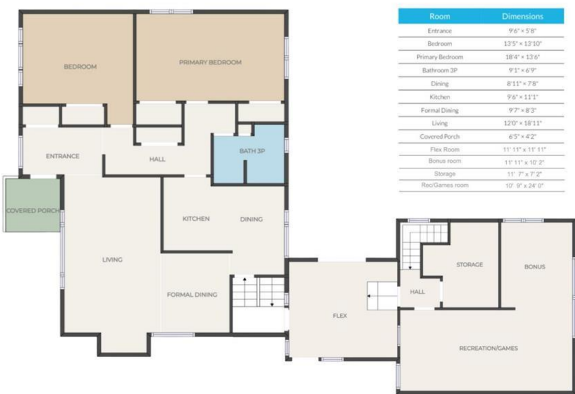 Room Dimensions
Entrance 9'6" × 5'8"
Bedroom 13'5" × 13'10"
Primary Bedroom 18'4" × 13'6"
Bathroom 3P 9'1" × 6'9"
Dining 8'11" × 7'8"
Kitchen 9'6" × 11'1"
Formal Dining 9'7" × 8'3"
Living 12'0" × 18'11"
Covered Porch 6'5" × 4'2"
Flex Room 11' 11" x 11' 11"
Bonus room 11' 11" x 10' 2"
Storage 11' 7" x 7' 2"
Rec/Games room 10' 9" x 24' 0"
BEDROOM
PRIMARY BEDROOM
ENTRANCE
HALL
BATH 3P
COVERED PORCH
KITCHEN
DINING
LIVING
FORMAL DINING
FLEX
HALL
STORAGE
BONUS
RECREATION/GAMES